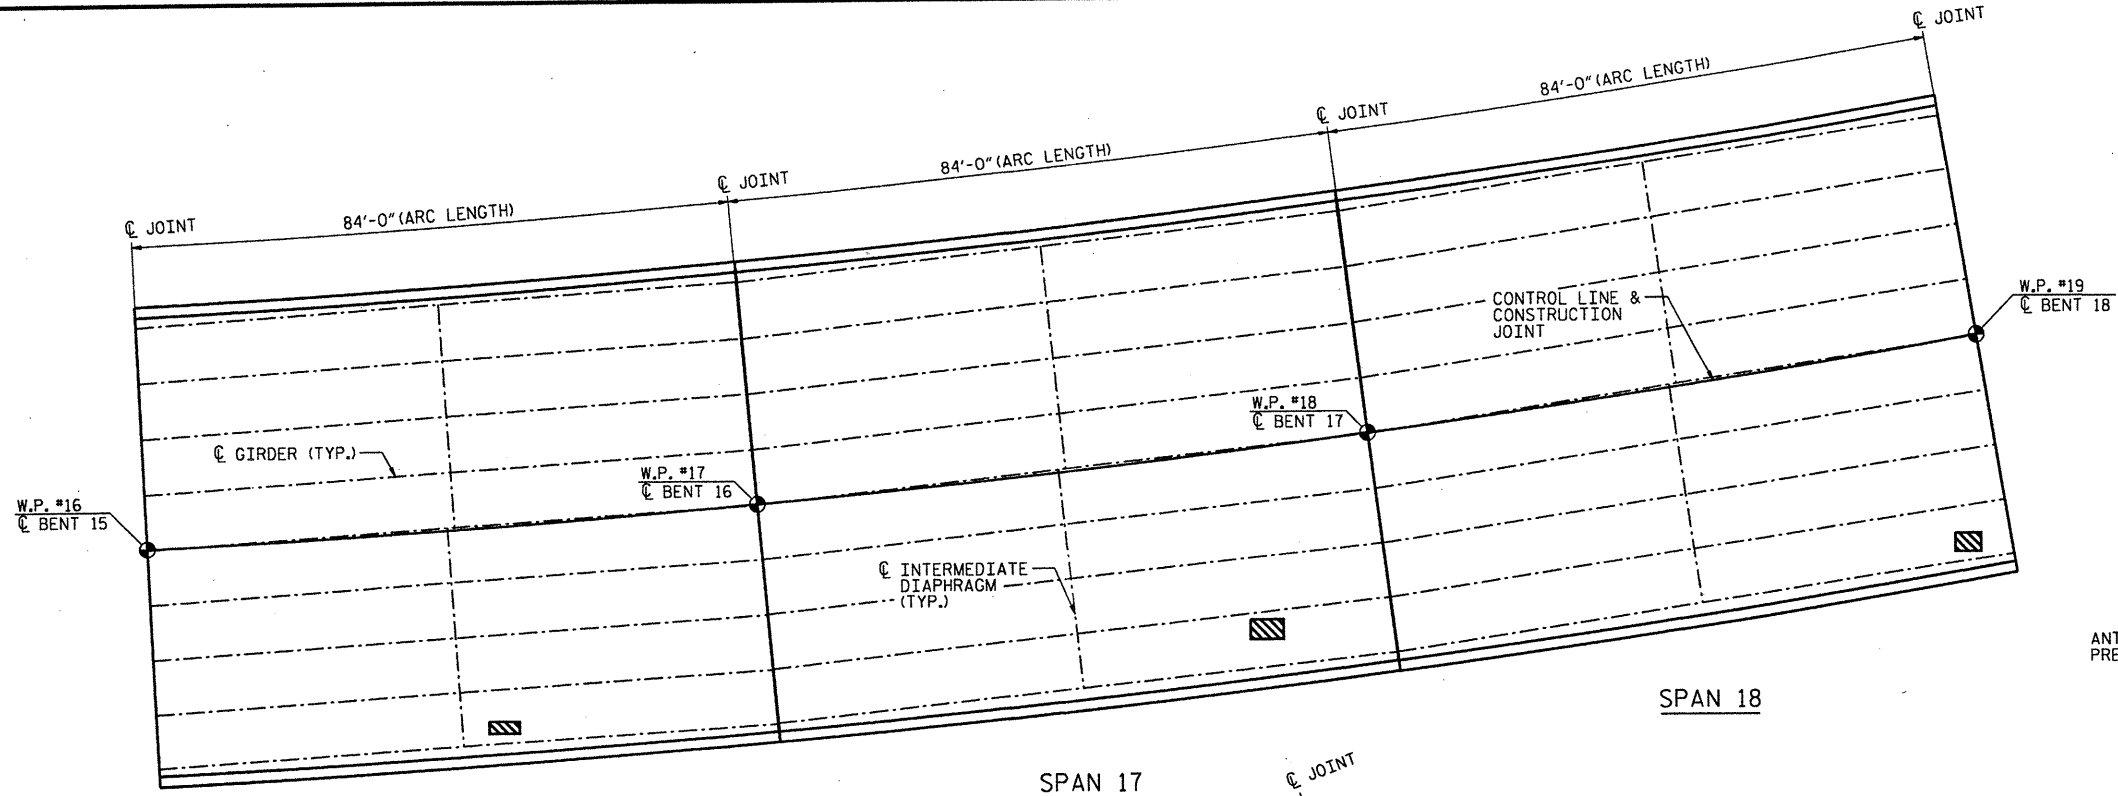 ℄ JOINT
84'-0" (ARC LENGTH)
℄ JOINT
84'-0" (ARC LENGTH)
℄ JOINT
84'-0" (ARC LENGTH)
℄ JOINT
CONTROL LINE &
CONSTRUCTION
JOINT
W.P. #19
℄ BENT 18
W.P. #18
℄ BENT 17
℄ GIRDER (TYP.)
W.P. #17
℄ BENT 16
W.P. #16
℄ BENT 15
℄ INTERMEDIATE
DIAPHRAGM
(TYP.)
ANT
PRE
SPAN 18
SPAN 17
℄ JOINT